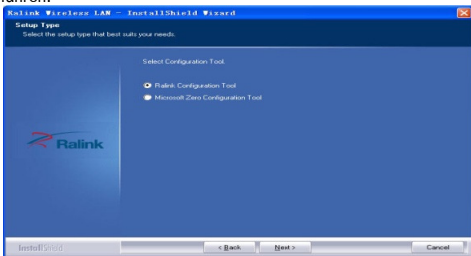 Ralink Wireless LAN - InstallShield Wizard
Setup Type
Select the setup type that best suits your needs.
Select Configuration Tool.
Ralink Configuration Tool
Microsoft Zero Configuration Tool
Ralink
InstallShield
< Back
Next >
Cancel